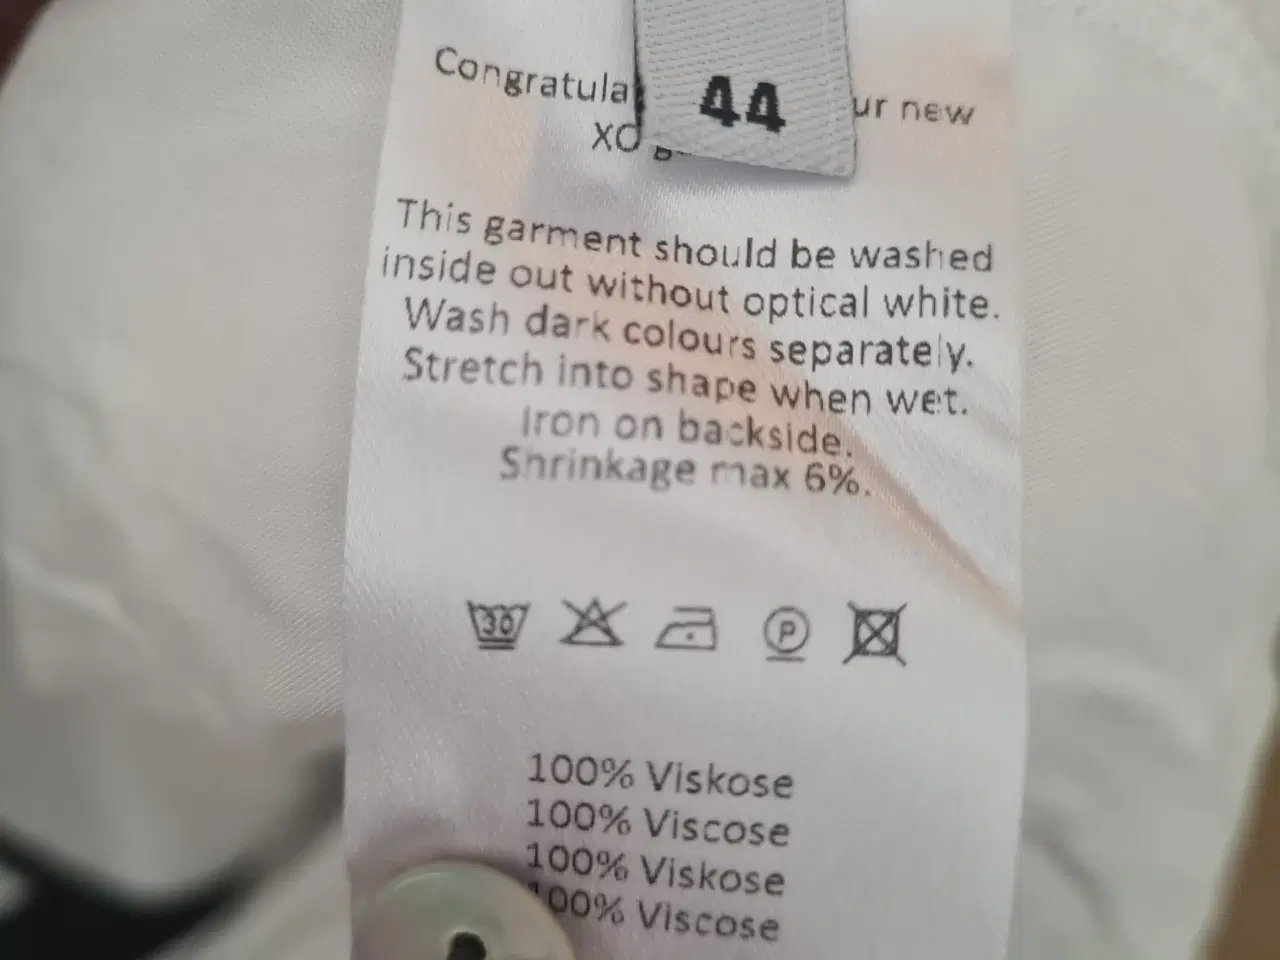 44
Congratula ur new
XO
This garment should be washed
inside out without optical white.
Wash dark colours separately.
Stretch into shape when wet.
Iron on backside.
Shrinkage max 6%.
30 P
100% Viskose
100% Viscose
100% Viskose
100% Viscose